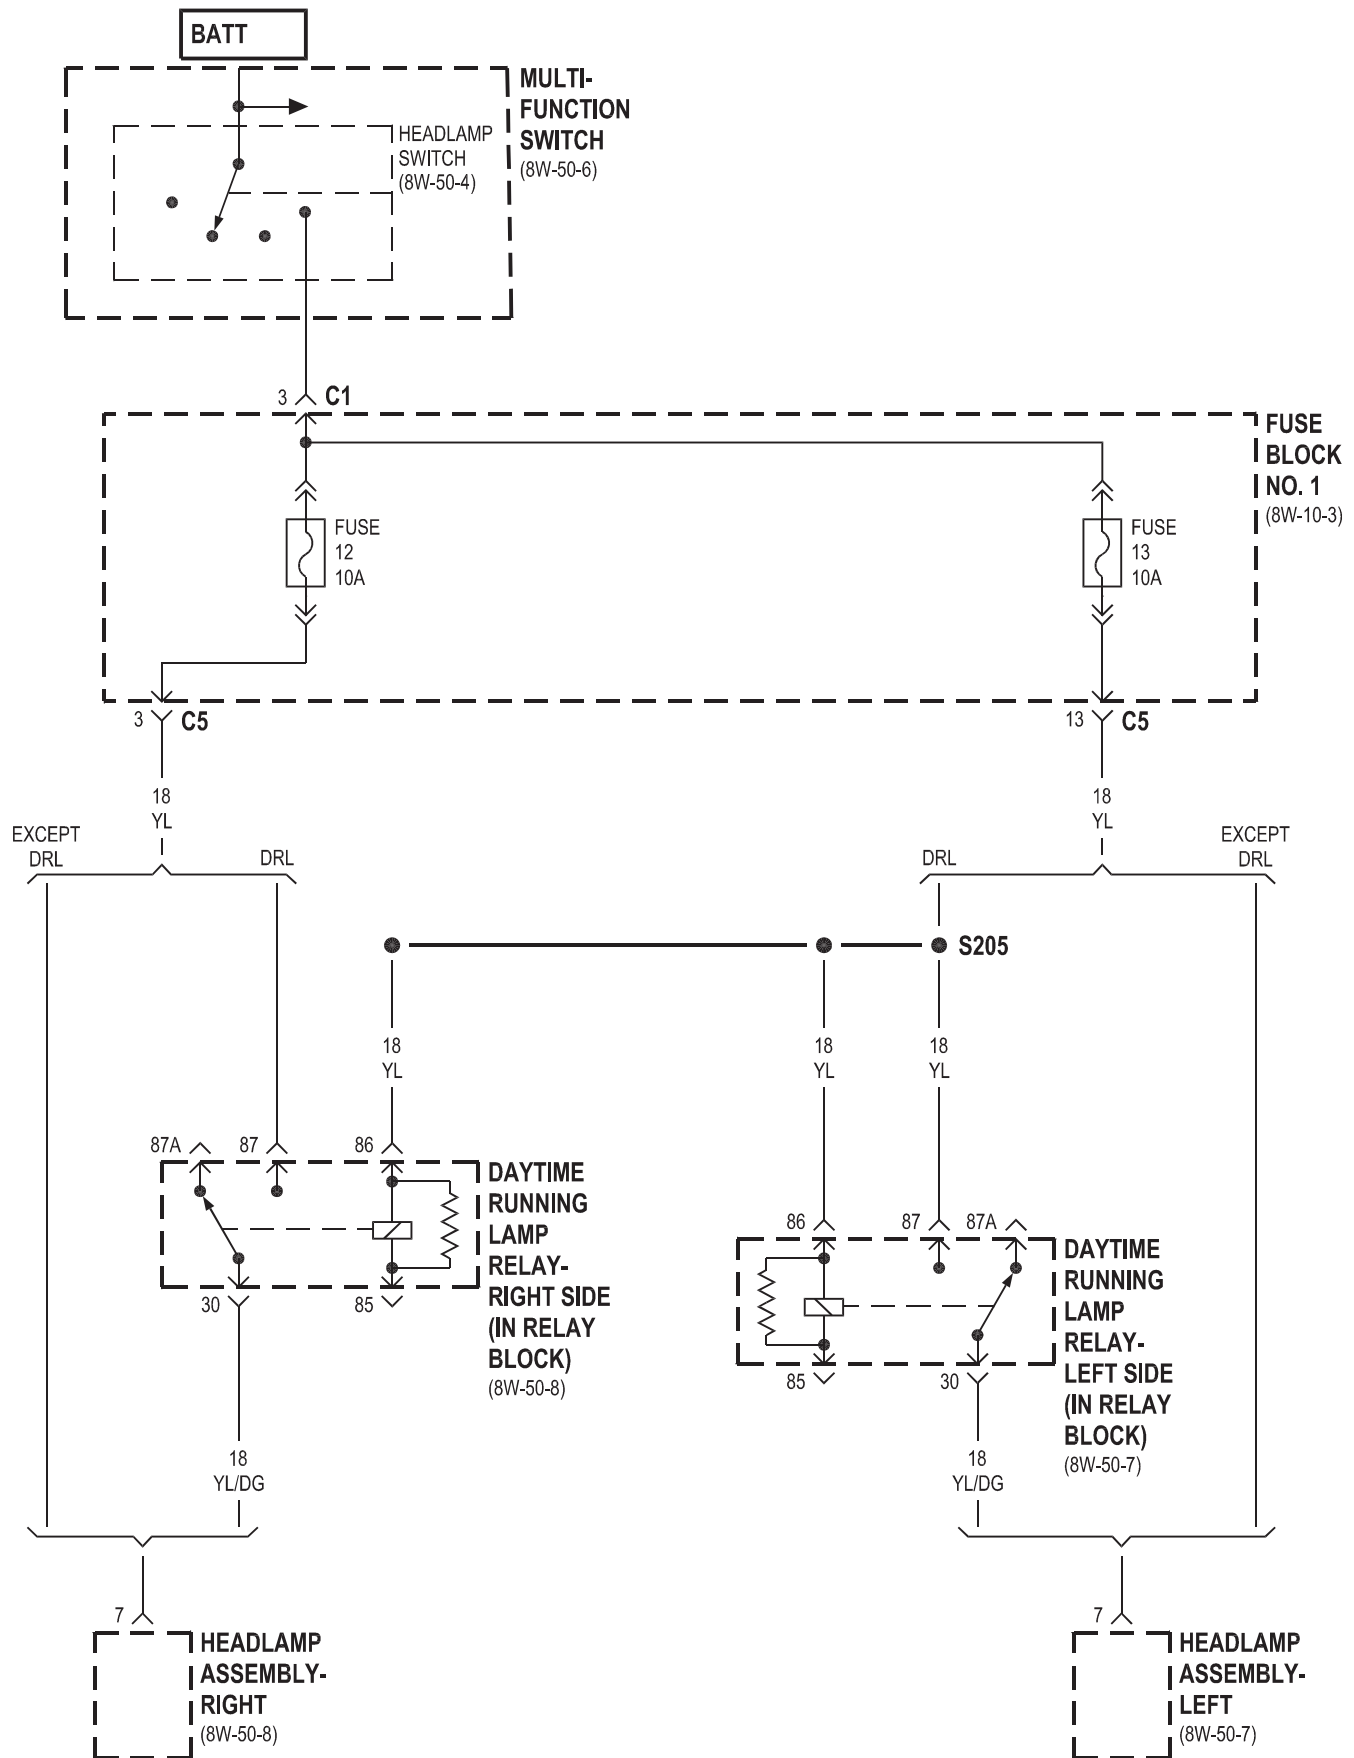 BATT
MULTI-
FUNCTION
SWITCH
(8W-50-6)
HEADLAMP
SWITCH
(8W-50-4)
3 C1
FUSE
BLOCK
NO. 1
(8W-10-3)
FUSE
12
10A
FUSE
13
10A
3 C5
13 C5
18
YL
18
YL
EXCEPT
DRL
DRL
DRL
EXCEPT
DRL
S205
18
YL
18
YL
18
YL
87A 87 86
DAYTIME
RUNNING
LAMP
RELAY-
RIGHT SIDE
(IN RELAY
BLOCK)
(8W-50-8)
30 85
86 87 87A
DAYTIME
RUNNING
LAMP
RELAY-
LEFT SIDE
(IN RELAY
BLOCK)
(8W-50-7)
85 30
18
YL/DG
18
YL/DG
7
HEADLAMP
ASSEMBLY-
RIGHT
(8W-50-8)
7
HEADLAMP
ASSEMBLY-
LEFT
(8W-50-7)